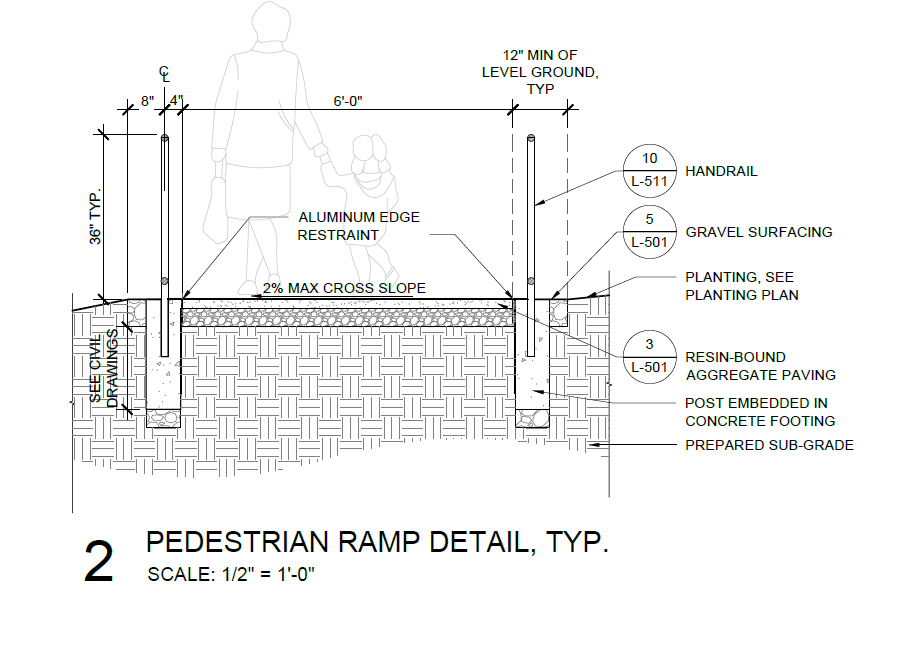 12" MIN OF
LEVEL GROUND,
TYP
CL
8"
4"
6'-0"
36" TYP.
10
L-511
HANDRAIL
5
L-501
GRAVEL SURFACING
ALUMINUM EDGE
RESTRAINT
PLANTING, SEE
PLANTING PLAN
2% MAX CROSS SLOPE
SEE CIVIL
DRAWINGS
3
L-501
RESIN-BOUND
AGGREGATE PAVING
POST EMBEDDED IN
CONCRETE FOOTING
PREPARED SUB-GRADE
2
PEDESTRIAN RAMP DETAIL, TYP.
SCALE: 1/2" = 1'-0"